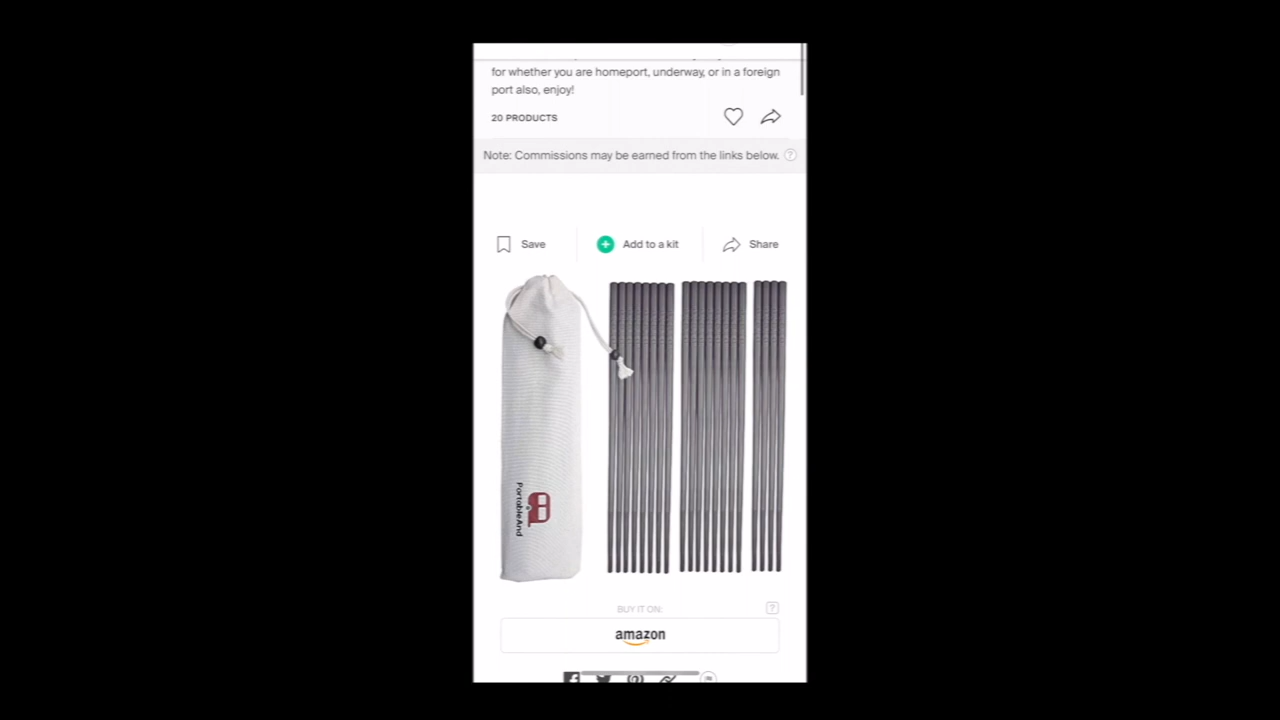 for whether you are homeport, underway, or in a foreign
port also, enjoy!
20 PRODUCTS
Note: Commissions may be earned from the links below. ?
Save
Add to a kit
Share
PortableAnd
BUY IT ON:
?
amazon